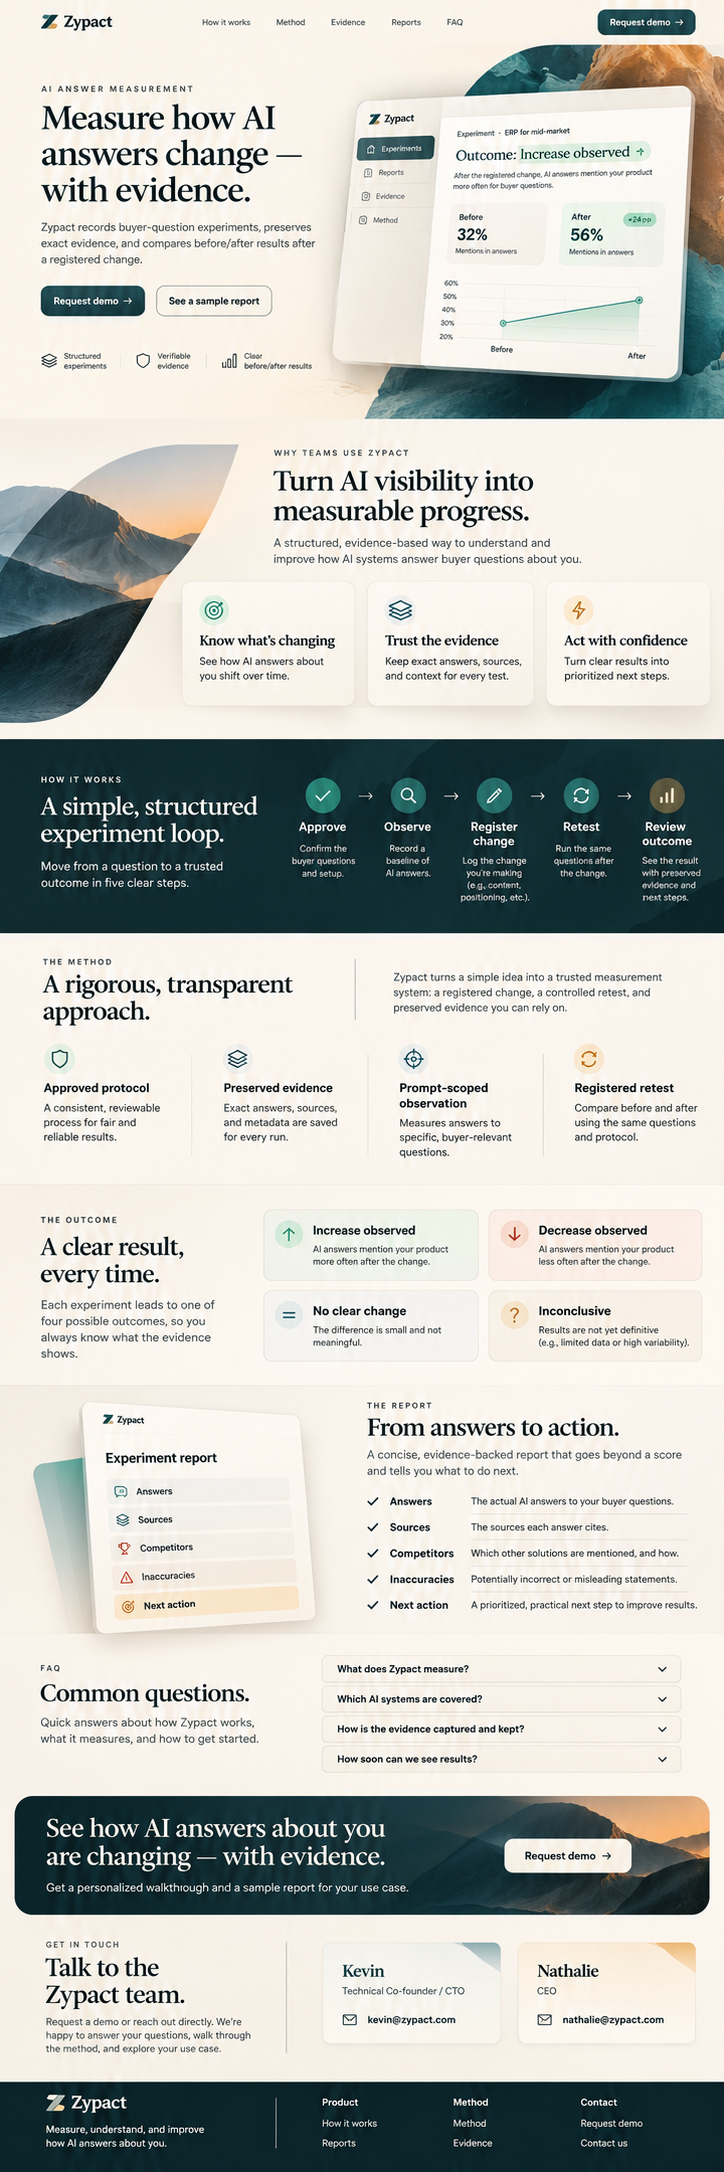 Zypact
How it works
Method
Evidence
Reports
FAQ
Request demo →
AI ANSWER MEASUREMENT
Measure how AI
answers change —
with evidence.
Zypact records buyer-question experiments, preserves
exact evidence, and compares before/after results after
a registered change.
Request demo →
See a sample report
Structured
experiments
Verifiable
evidence
Clear
before/after results
Zypact
Experiments
Reports
Evidence
Method
Experiment • ERP for mid-market
Outcome: Increase observed
After the registered change, AI answers mention your product
more often for buyer questions.
Before
32%
Mentions in answers
After
+24pp
56%
Mentions in answers
60%
50%
40%
30%
20%
Before
After
WHY TEAMS USE ZYPACT
Turn AI visibility into
measurable progress.
A structured, evidence-based way to understand and
improve how AI systems answer buyer questions about you.
Know what's changing
See how AI answers about
you shift over time.
Trust the evidence
Keep exact answers, sources,
and context for every test.
Act with confidence
Turn clear results into
prioritized next steps.
HOW IT WORKS
A simple, structured
experiment loop.
Move from a question to a trusted
outcome in five clear steps.
Approve
Confirm the
buyer questions
and setup.
→
Observe
Record a
baseline of
AI answers.
→
Register
change
Log the change
you're making
(e.g., content,
positioning, etc.).
→
Retest
Run the same
questions after
the change.
→
Review
outcome
See the result
with preserved
evidence and
next steps.
THE METHOD
A rigorous, transparent
approach.
Zypact turns a simple idea into a trusted measurement
system: a registered change, a controlled retest, and
preserved evidence you can rely on.
Approved protocol
A consistent, reviewable
process for fair and
reliable results.
Preserved evidence
Exact answers, sources,
and metadata are saved
for every run.
Prompt-scoped
observation
Measures answers to
specific, buyer-relevant
questions.
Registered retest
Compare before and after
using the same questions
and protocol.
THE OUTCOME
A clear result,
every time.
Each experiment leads to one of
four possible outcomes, so you
always know what the evidence
shows.
Increase observed
AI answers mention your product
more often after the change.
Decrease observed
AI answers mention your product
less often after the change.
No clear change
The difference is small and not
meaningful.
Inconclusive
Results are not yet definitive
(e.g., limited data or high variability).
Zypact
Experiment report
Answers
Sources
Competitors
Inaccuracies
Next action
THE REPORT
From answers to action.
A concise, evidence-backed report that goes beyond a score
and tells you what to do next.
Answers The actual AI answers to your buyer questions.
Sources The sources each answer cites.
Competitors Which other solutions are mentioned, and how.
Inaccuracies Potentially incorrect or misleading statements.
Next action A prioritized, practical next step to improve results.
FAQ
Common questions.
Quick answers about how Zypact works,
what it measures, and how to get started.
What does Zypact measure?
Which AI systems are covered?
How is the evidence captured and kept?
How soon can we see results?
See how AI answers about you
are changing — with evidence.
Get a personalized walkthrough and a sample report for your use case.
Request demo →
GET IN TOUCH
Talk to the
Zypact team.
Request a demo or reach out directly. We're
happy to answer your questions, walk through
the method, and explore your use case.
Kevin
Technical Co-founder / CTO
kevin@zypact.com
Nathalie
CEO
nathalie@zypact.com
Zypact
Measure, understand, and improve
how AI answers about you.
Product
How it works
Reports
Method
Method
Evidence
Contact
Request demo
Contact us